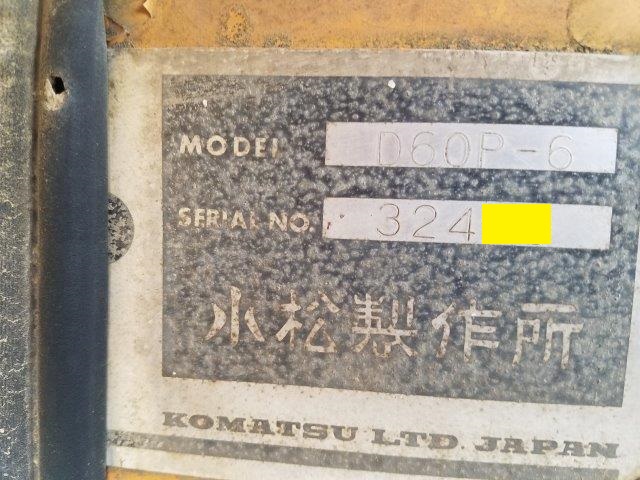 MODEL D60P-6
SERIAL NO. 324
小松製作所
KOMATSU LTD. JAPAN